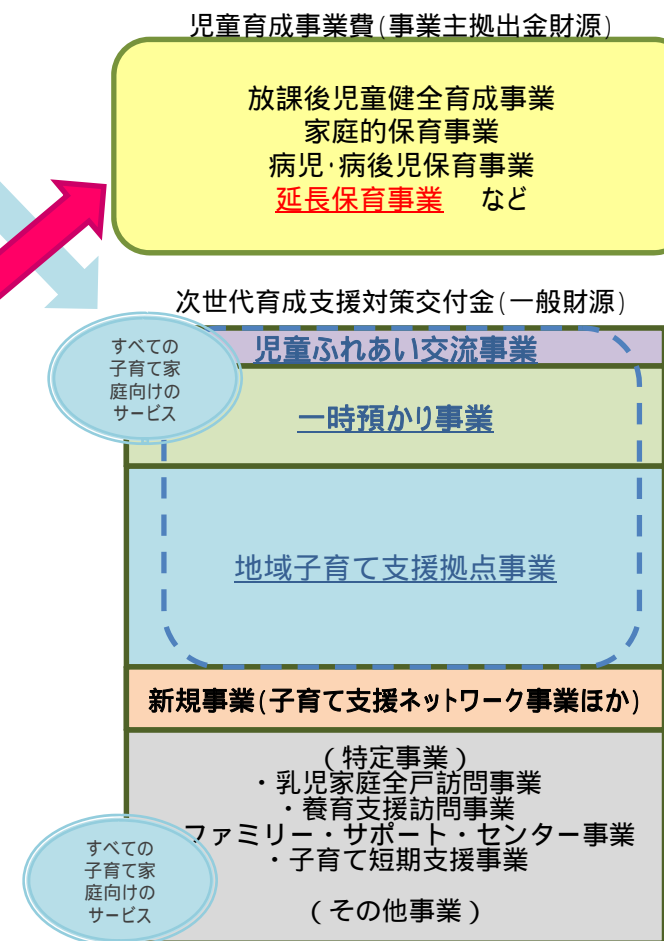 児童育成事業費(事業主拠出金財源)
放課後児童健全育成事業
家庭的保育事業
病児･病後児保育事業
延長保育事業 など
次世代育成支援対策交付金(一般財源)
すべての
子育て家
庭向けの
サービス
児童ふれあい交流事業
一時預かり事業
地域子育て支援拠点事業
新規事業(子育て支援ネットワーク事業ほか)
(特定事業)
・乳児家庭全戸訪問事業
・養育支援訪問事業
ファミリー・サポート・センター事業
・子育て短期支援事業
(その他事業)
すべての
子育て家
庭向けの
サービス